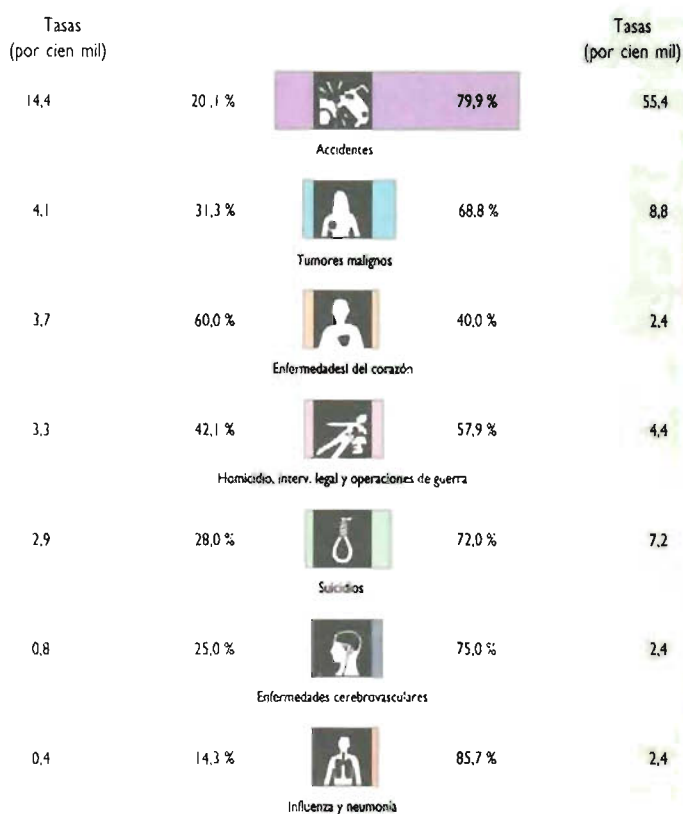 Tasas Tasas
(por cien mil) (por cien mil)
14,4 20,1 % 79,9 % 55,4
Accidentes
4,1 31,3 % 68,8 % 8,8
Tumores malignos
3,7 60,0 % 40,0 % 2,4
Enfermedadesl del corazón
3,3 42,1 % 57,9 % 4,4
Homicidio, interv. legal y operaciones de guerra
2,9 28,0 % 72,0 % 7,2
Suicidios
0,8 25,0 % 75,0 % 2,4
Enfermedades cerebrovasculares
0,4 14,3 % 85,7 % 2,4
Influenza y neumonía